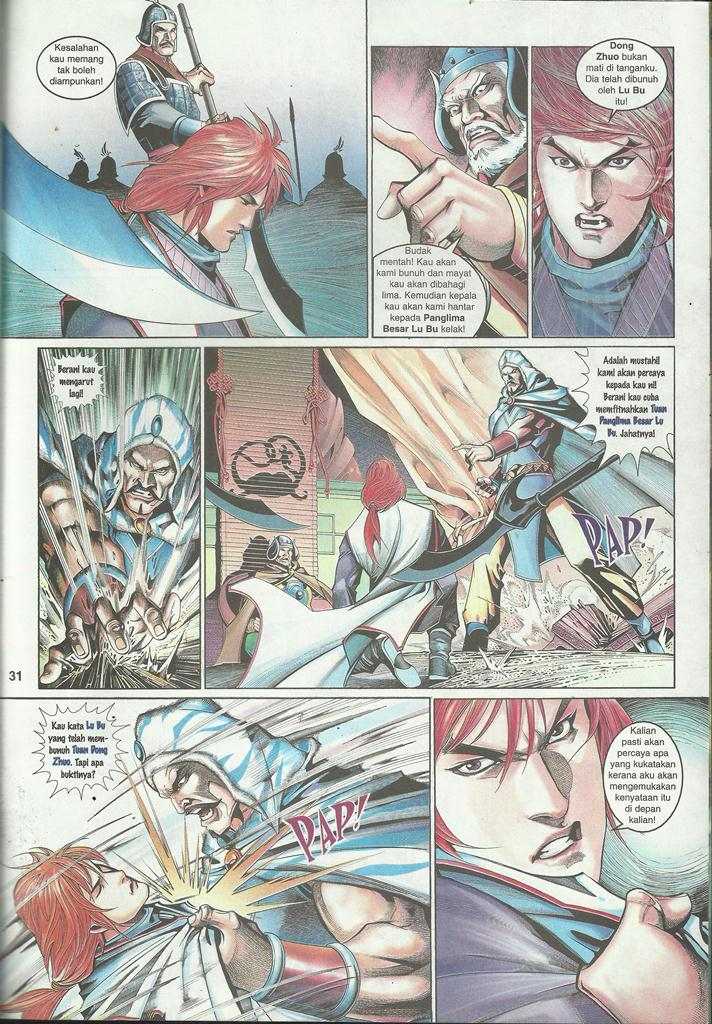 Kesalahan
kau memang
tak boleh
diampunkan!
Budak
mentah! Kau akan
kami bunuh dan mayat
kau akan dibahagi
lima. Kemudian kepala
kau akan kami hantar
kepada Panglima
Besar Lu Bu kelak!
Dong
Zhuo bukan
mati di tanganku.
Dia telah dibunuh
oleh Lu Bu
itu!
Berani kau
mengarut
lagi!
Adalah mustahil
kami akan percaya
kepada kau ni!
Berani kau cuba
memfitnahkan Tuan
Panglima Besar Lu
Bu. Jahatnya!
PAP!
31
Kau kata Lu Bu
yang telah mem-
bunuh Tuan Dong
Zhuo. Tapi apa
buktinya?
PAP!
Kalian
pasti akan
percaya apa
yang kukatakan
kerana aku akan
mengemukakan
kenyataan itu
di depan
kalian!